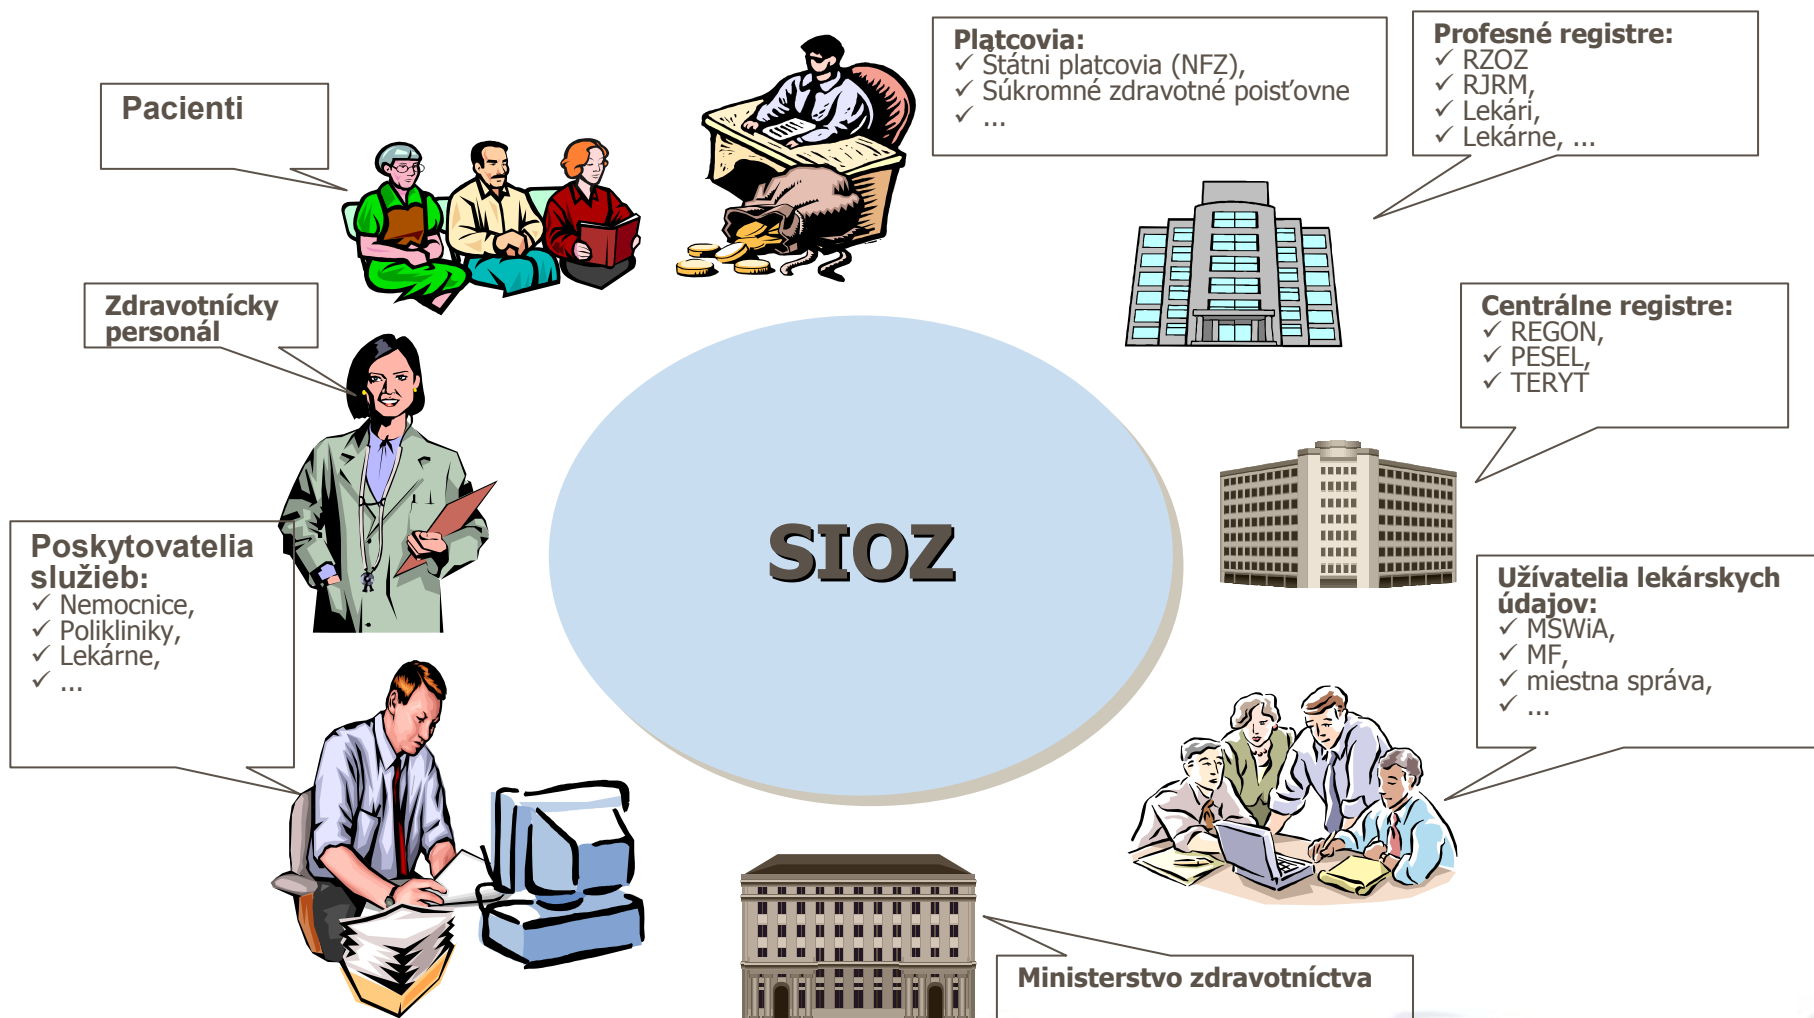 Platcovia:
✓ Štátni platcovia (NFZ),
✓ Súkromné zdravotné poisťovne
✓ ...
Profesné registre:
✓ RZOZ
✓ RJRM,
✓ Lekári,
✓ Lekárne, ...
Pacienti
Zdravotnícky
personál
Centrálne registre:
✓ REGON,
✓ PESEL,
✓ TERYT
SIOZ
Poskytovatelia
služieb:
✓ Nemocnice,
✓ Polikliniky,
✓ Lekárne,
✓ ...
Užívatelia lekárskych
údajov:
✓ MSWiA,
✓ MF,
✓ miestna správa,
✓ ...
Ministerstvo zdravotníctva